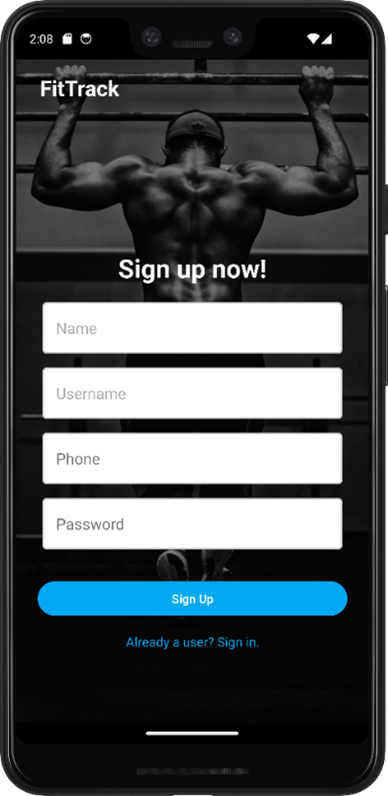 2:08
FitTrack
Sign up now!
Name
Username
Phone
Password
Sign Up
Already a user? Sign in.